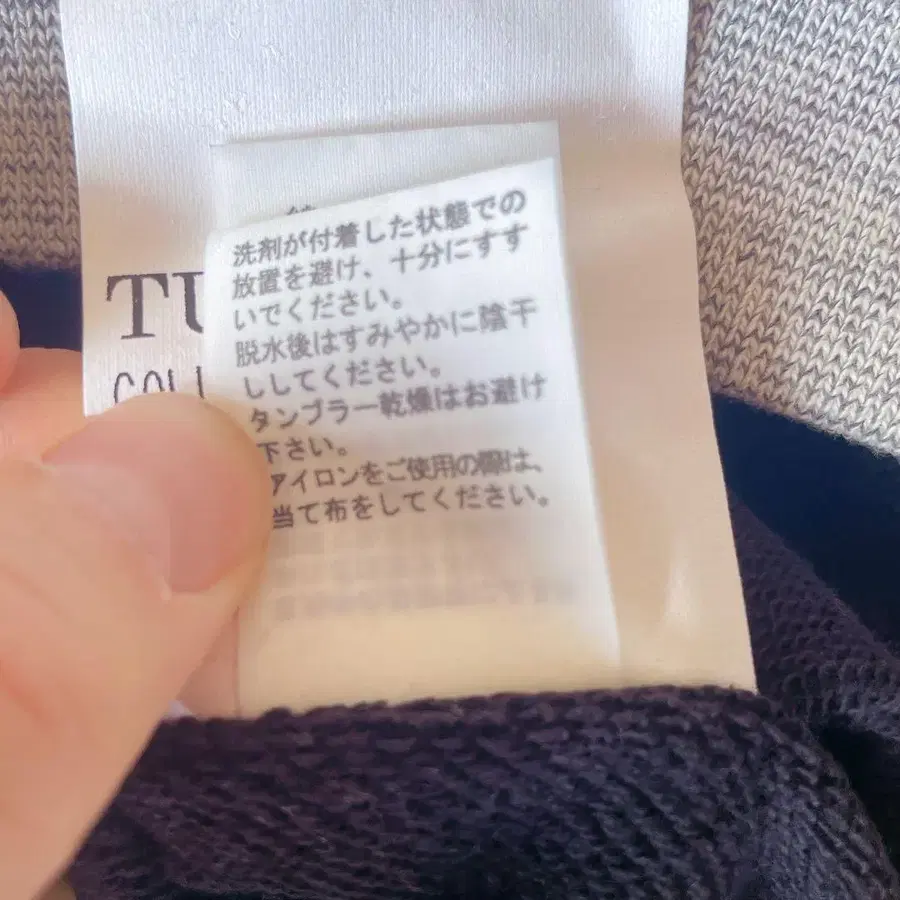 洗剤が付着した状態での
放置を避け、十分にすす
いでください。
脱水後はすみやかに陰干
ししてください。
タンブラー乾燥はお避け
下さい。
アイロンをご使用の際は、
当て布をしてください。
TU
COLL